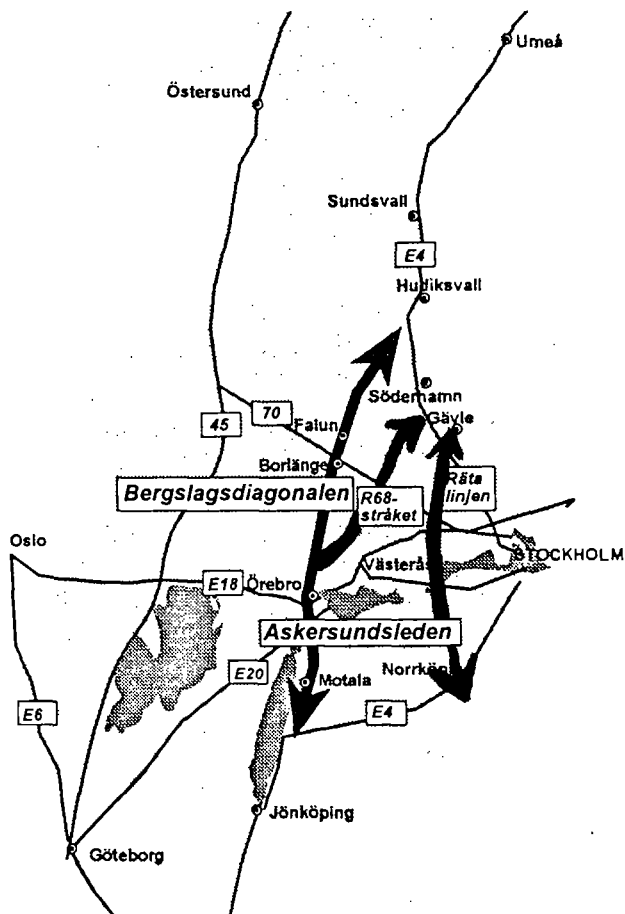 Umeå
Östersund
Sundsvall
E4
Hudiksvall
Söderhamn
70
45
Falun
Gävle
Borlänge
Bergslagsdiagonalen
R68-
stråket
Räta
linjen
Oslo
STOCKHOLM
Västerås
E18
Örebro
Askersundsleden
E20
Motala
Norrköp
E6
E4
Jönköping
Göteborg